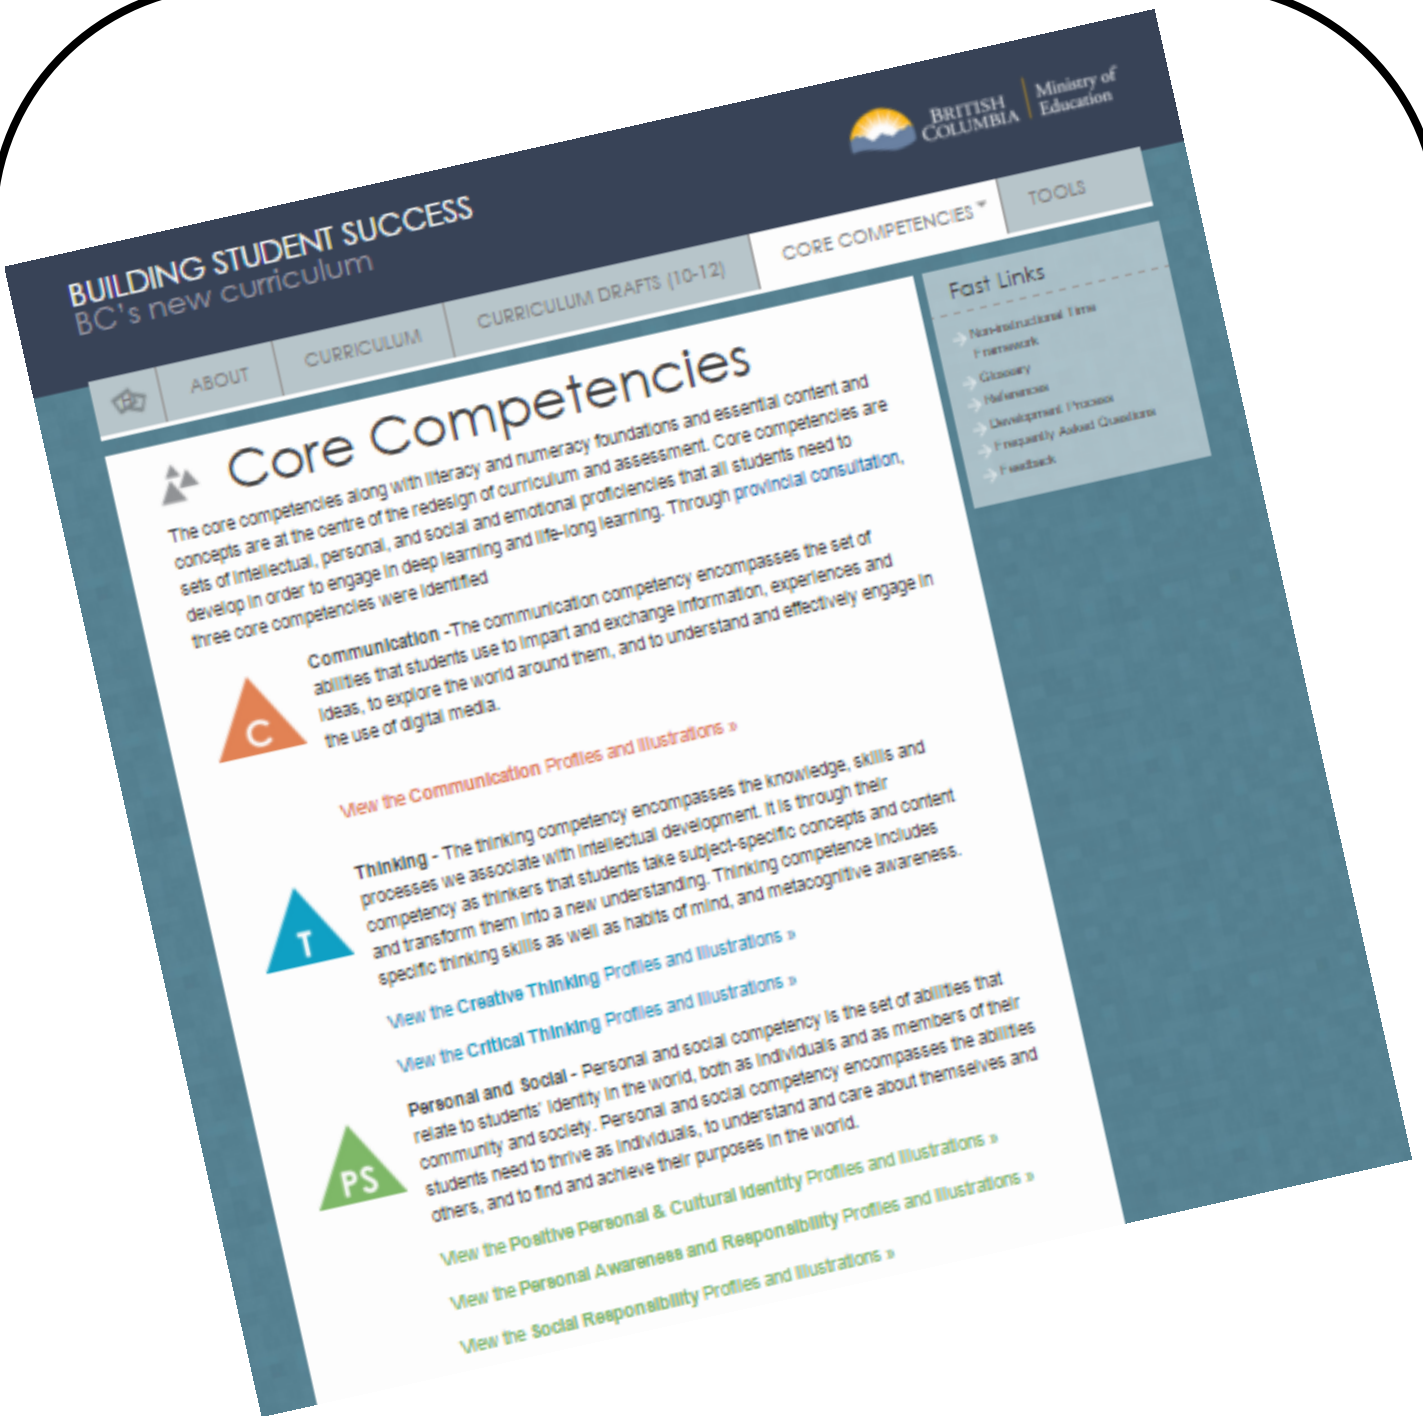 BRITISH
COLUMBIA
Ministry of
Education
BUILDING STUDENT SUCCESS
BC's new curriculum
ABOUT
CURRICULUM
CURRICULUM DRAFTS (10-12)
CORE COMPETENCIES
TOOLS
Core Competencies
The core competencies along with literacy and numeracy foundations and essential content and
concepts are at the centre of the redesign of curriculum and assessment. Core competencies are
sets of intellectual, personal, and social and emotional proficiencies that all students need to
develop in order to engage in deep learning and life-long learning. Through provincial consultation,
three core competencies were identified
C
Communication -The communication competency encompasses the set of
abilities that students use to impart and exchange information, experiences and
ideas, to explore the world around them, and to understand and effectively engage in
the use of digital media.
View the Communication Profiles and Illustrations »
T
Thinking - The thinking competency encompasses the knowledge, skills and
processes we associate with intellectual development. It is through their
competency as thinkers that students take subject-specific concepts and content
and transform them into a new understanding. Thinking competence includes
specific thinking skills as well as habits of mind, and metacognitive awareness.
View the Creative Thinking Profiles and Illustrations »
View the Critical Thinking Profiles and Illustrations »
PS
Personal and Social - Personal and social competency is the set of abilities that
relate to students' identity in the world, both as individuals and as members of their
community and society. Personal and social competency encompasses the abilities
students need to thrive as individuals, to understand and care about themselves and
others, and to find and achieve their purposes in the world.
View the Positive Personal & Cultural Identity Profiles and Illustrations »
View the Personal Awareness and Responsibility Profiles and Illustrations »
View the Social Responsibility Profiles and Illustrations »
Fast Links
Non-Instructional Time
Framework
Glossary
References
Development Process
Frequently Asked Questions
Feedback